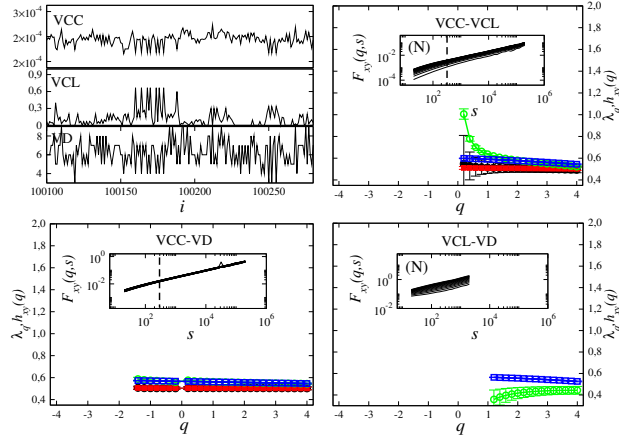 VCC
3×10⁻⁴
2×10⁻⁴
2×10⁻⁴
VCL
0,9
0,6
0,3
0
VD
8
6
4
100100 100150 100200 100250
i
VCC-VCL
(N)
F_xy(q,s)
10⁻²
10⁻⁴
10² 10⁴ 10⁶
s
2,0
1,8
1,6
1,4
1,2
1,0
0,8
0,6
0,4
λ_q, h_xy(q)
-4 -3 -2 -1 0 1 2 3 4
q
VCC-VD
F_xy(q,s)
10⁰
10⁻²
10² 10⁴ 10⁶
s
2,0
1,8
1,6
1,4
1,2
1,0
0,8
0,6
0,4
λ_q, h_xy(q)
-4 -3 -2 -1 0 1 2 3 4
q
VCL-VD
(N)
F_xy(q,s)
10⁰
10⁻²
10² 10⁴ 10⁶
s
2,0
1,8
1,6
1,4
1,2
1,0
0,8
0,6
0,4
λ_q, h_xy(q)
-4 -3 -2 -1 0 1 2 3 4
q